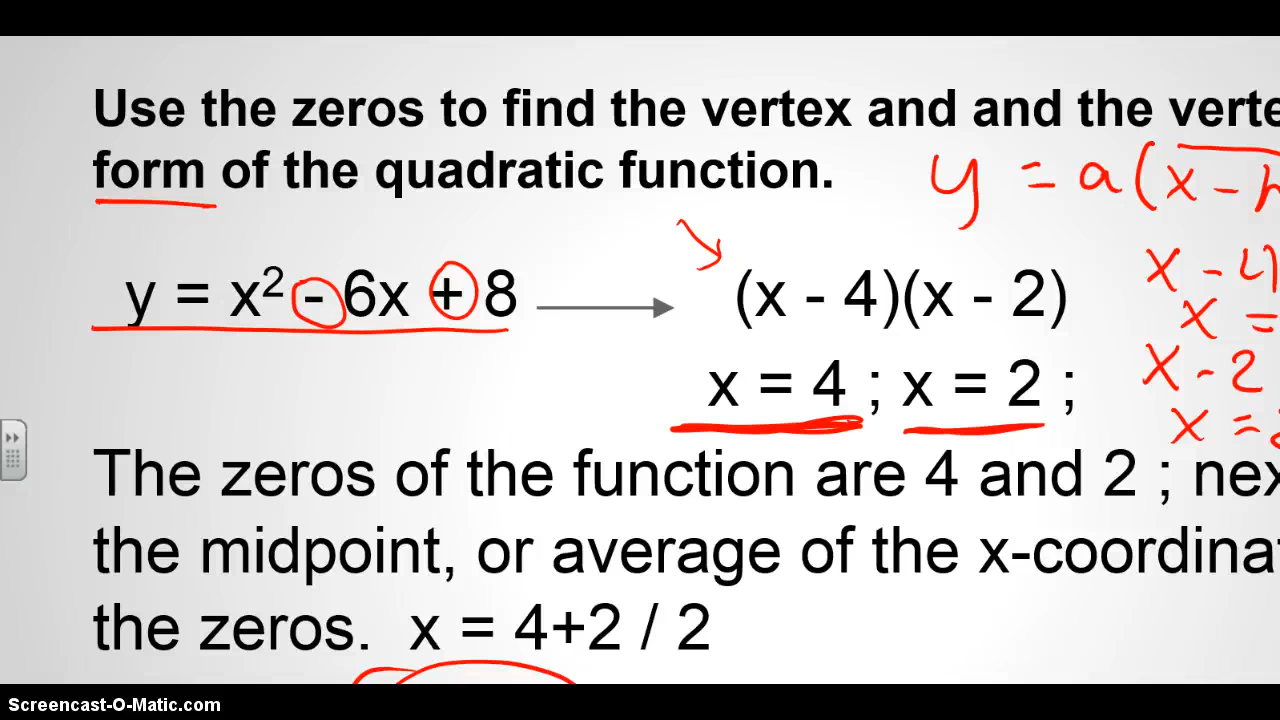 Use the zeros to find the vertex and and the verte
form of the quadratic function.
y = a(x - h
y = x² - 6x + 8
(x - 4)(x - 2)
x - 4
x =
x = 4 ; x = 2 ;
x - 2
x =
The zeros of the function are 4 and 2 ; nex
the midpoint, or average of the x-coordinat
the zeros. x = 4+2 / 2
Screencast-O-Matic.com